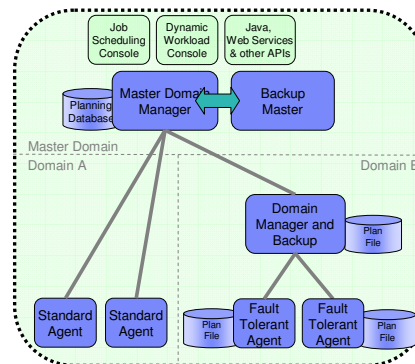 Job
Scheduling
Console
Dynamic
Workload
Console
Java,
Web Services
& other APIs
Planning
Database
Master Domain
Manager
Backup
Master
Master Domain
Domain A
Domain B
Domain
Manager and
Backup
Plan
File
Standard
Agent
Standard
Agent
Plan
File
Fault
Tolerant
Agent
Fault
Tolerant
Agent
Plan
File